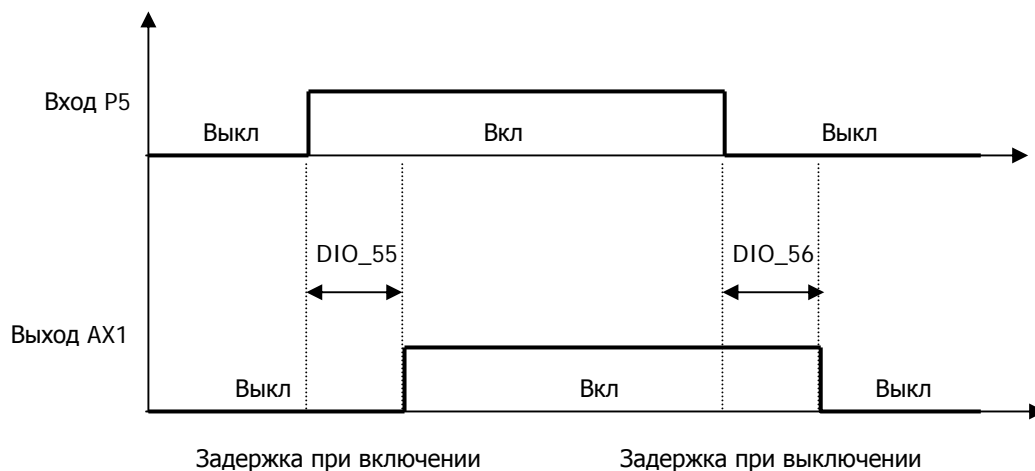 Вход P5
Выкл Вкл Выкл
DIO_55 DIO_56
Выход AX1
Выкл Вкл Выкл
Задержка при включении Задержка при выключении